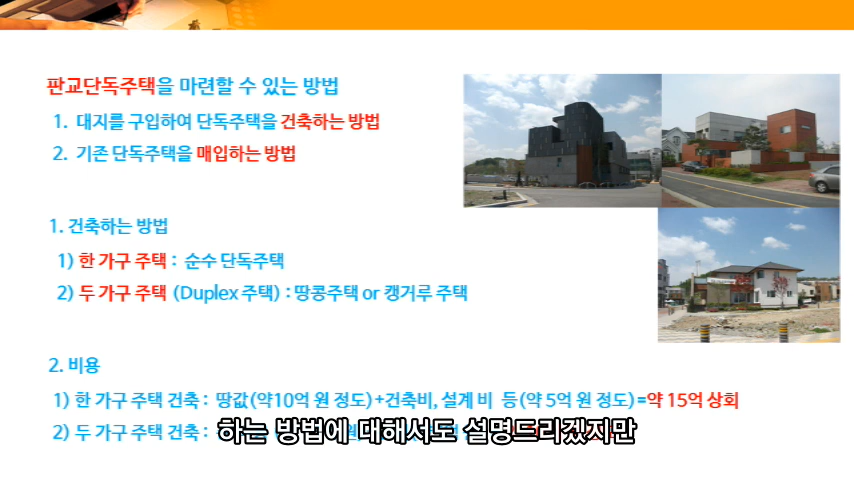 판교단독주택을 마련할 수 있는 방법
1. 대지를 구입하여 단독주택을 건축하는 방법
2. 기존 단독주택을 매입하는 방법
1. 건축하는 방법
1) 한 가구 주택 : 순수 단독주택
2) 두 가구 주택 (Duplex 주택) : 땅콩주택 or 캥거루 주택
2. 비용
1) 한 가구 주택 건축 : 땅값(약10억 원 정도)+건축비, 설계 비 등(약 5억 원 정도)=약 15억 상회
2) 두 가구 주택 건축 :
하는 방법에 대해서도 설명드리겠지만